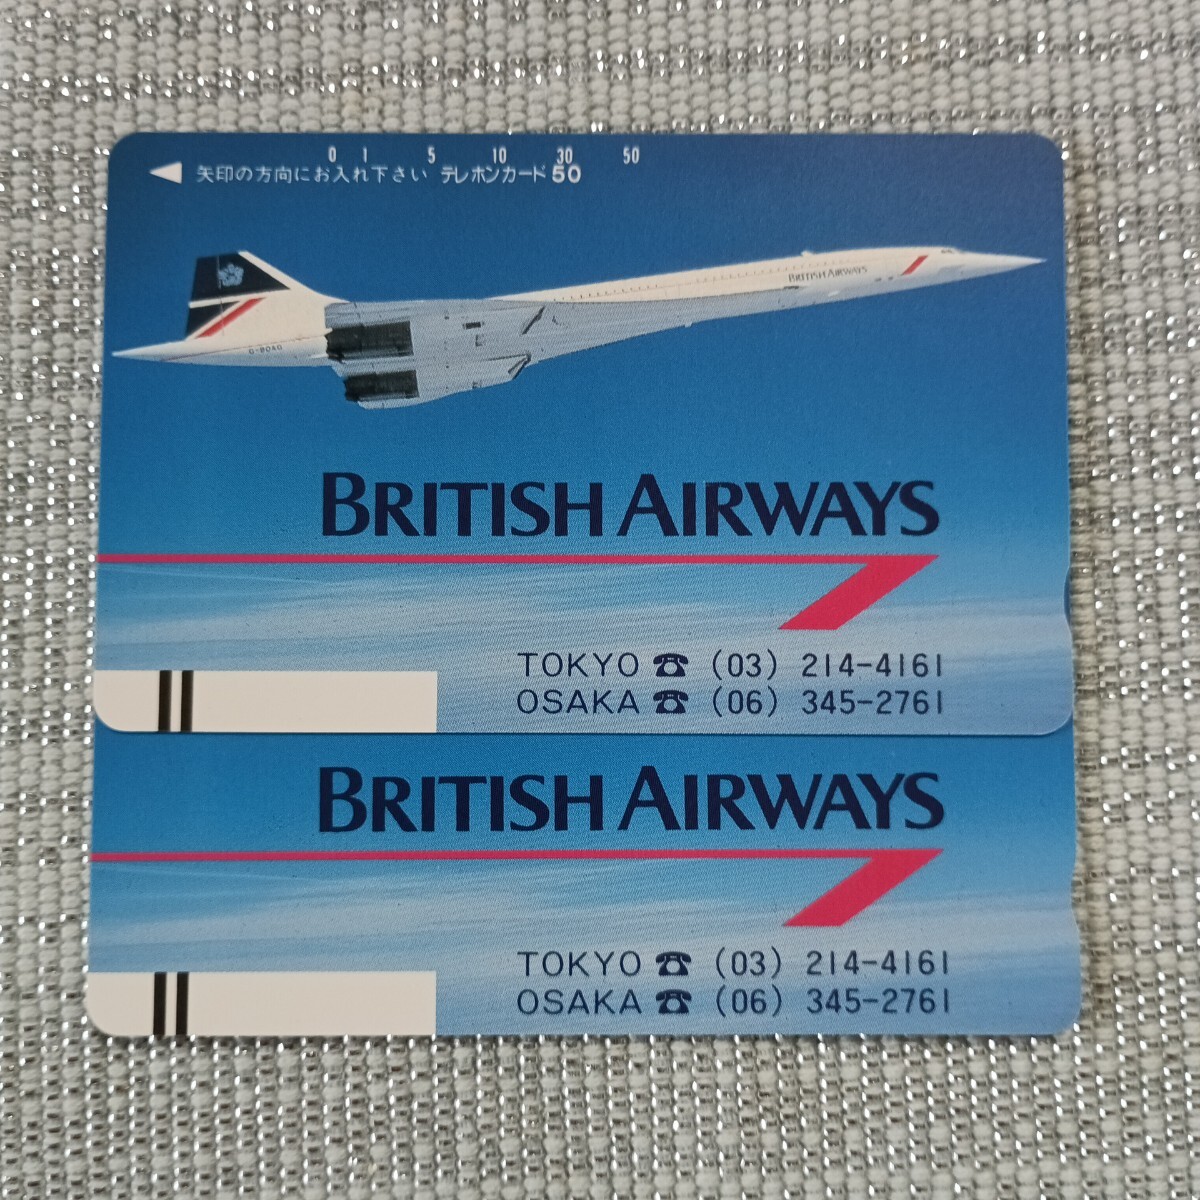 0 1 5 10 30 50
矢印の方向にお入れ下さい テレホンカード 50
BRITISH AIRWAYS
G-BOAG
BRITISH AIRWAYS
TOKYO ☎ (03) 214-4161
OSAKA ☎ (06) 345-2761
BRITISH AIRWAYS
TOKYO ☎ (03) 214-4161
OSAKA ☎ (06) 345-2761